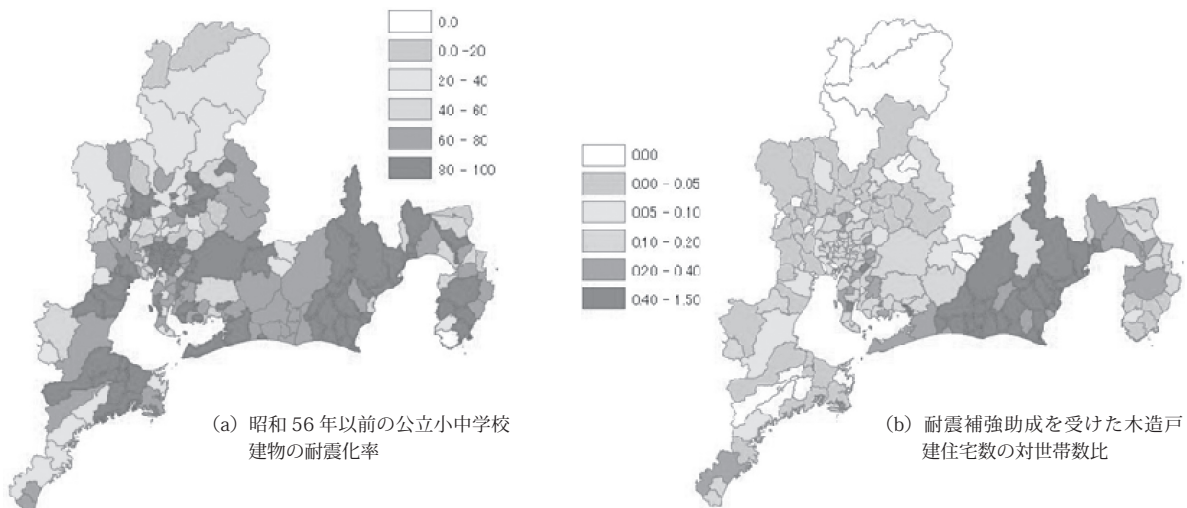 0.0
0.0 - 20
20 - 40
40 - 60
60 - 80
80 - 100
(a) 昭和 56 年以前の公立小中学校
建物の耐震化率
0.00
0.00 - 0.05
0.05 - 0.10
0.10 - 0.20
0.20 - 0.40
0.40 - 1.50
(b) 耐震補強助成を受けた木造戸
建住宅数の対世帯数比